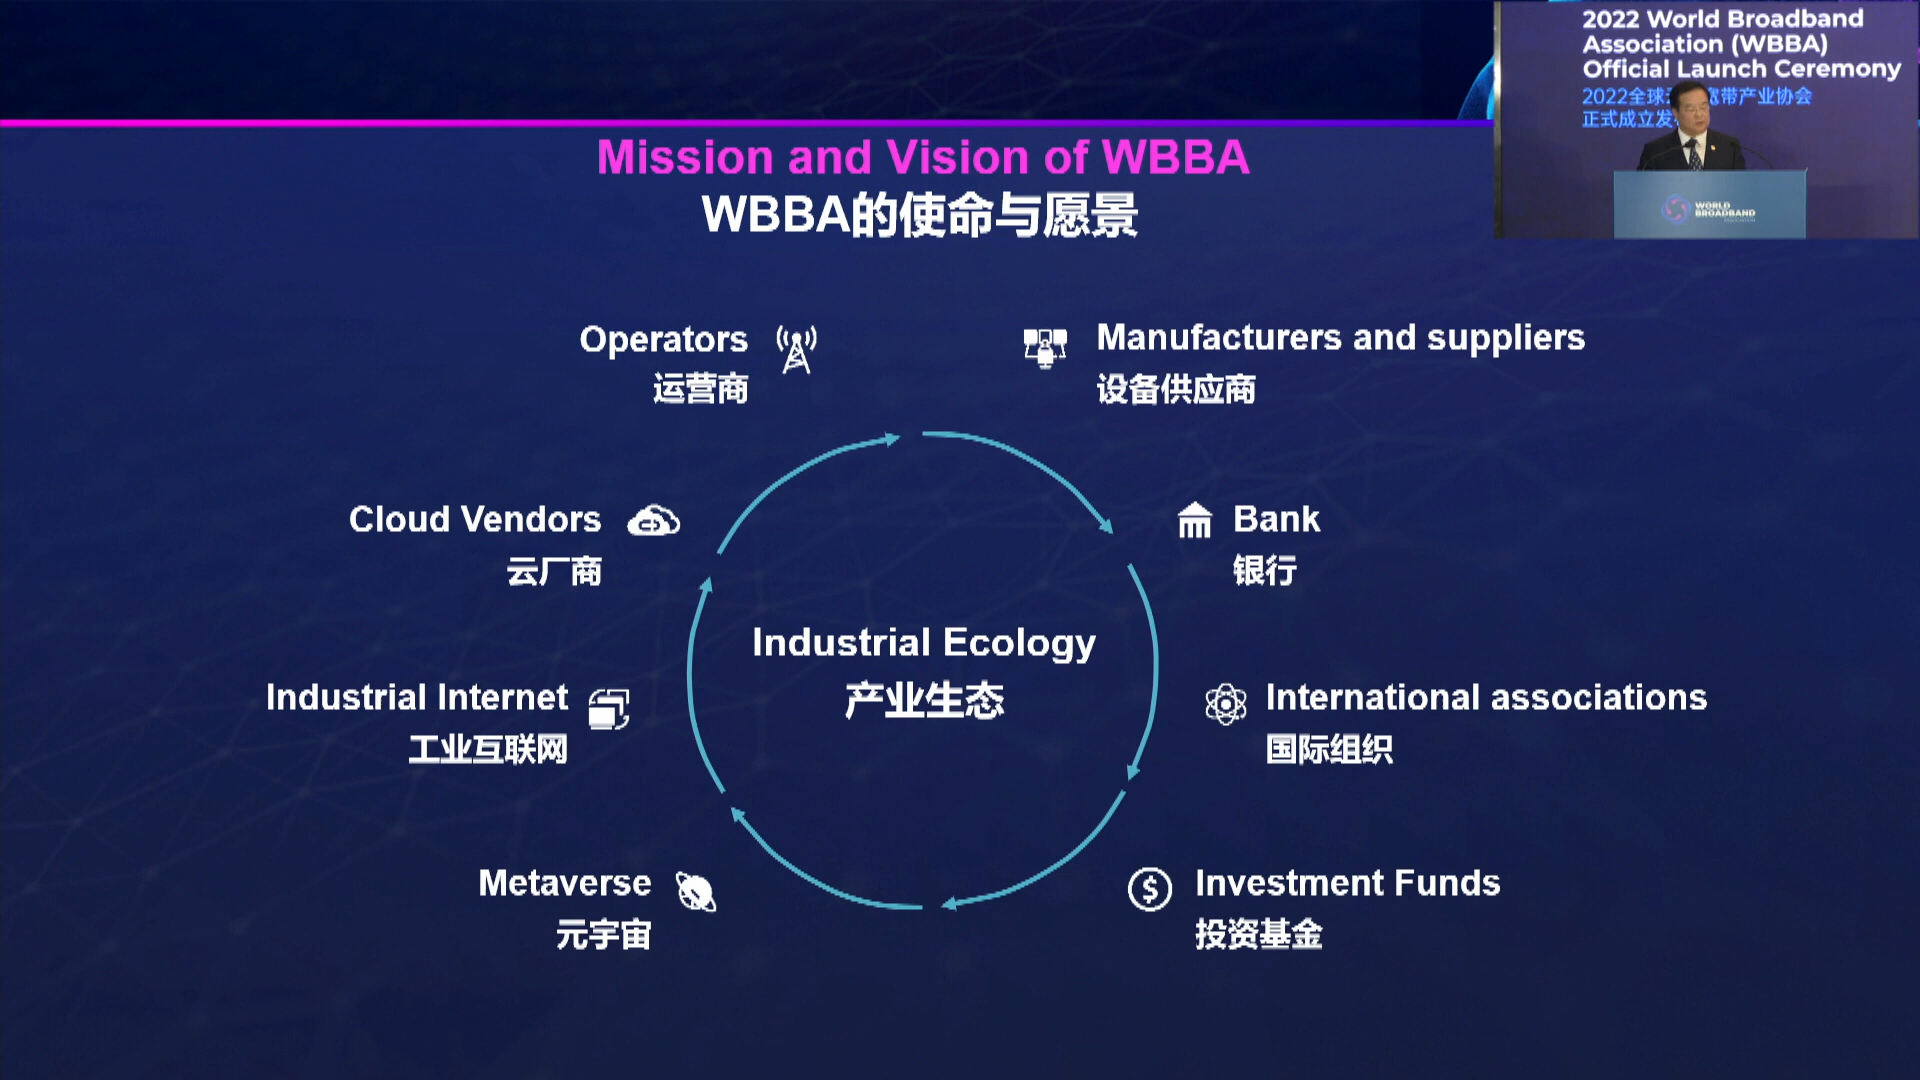 2022 World Broadband
Association (WBBA)
Official Launch Ceremony
2022全球 宽带产业协会
正式成立发
WORLD
BROADBAND
Mission and Vision of WBBA
WBBA的使命与愿景
Operators
运营商
Manufacturers and suppliers
设备供应商
Cloud Vendors
云厂商
Bank
银行
Industrial Ecology
产业生态
Industrial Internet
工业互联网
International associations
国际组织
Metaverse
元宇宙
Investment Funds
投资基金